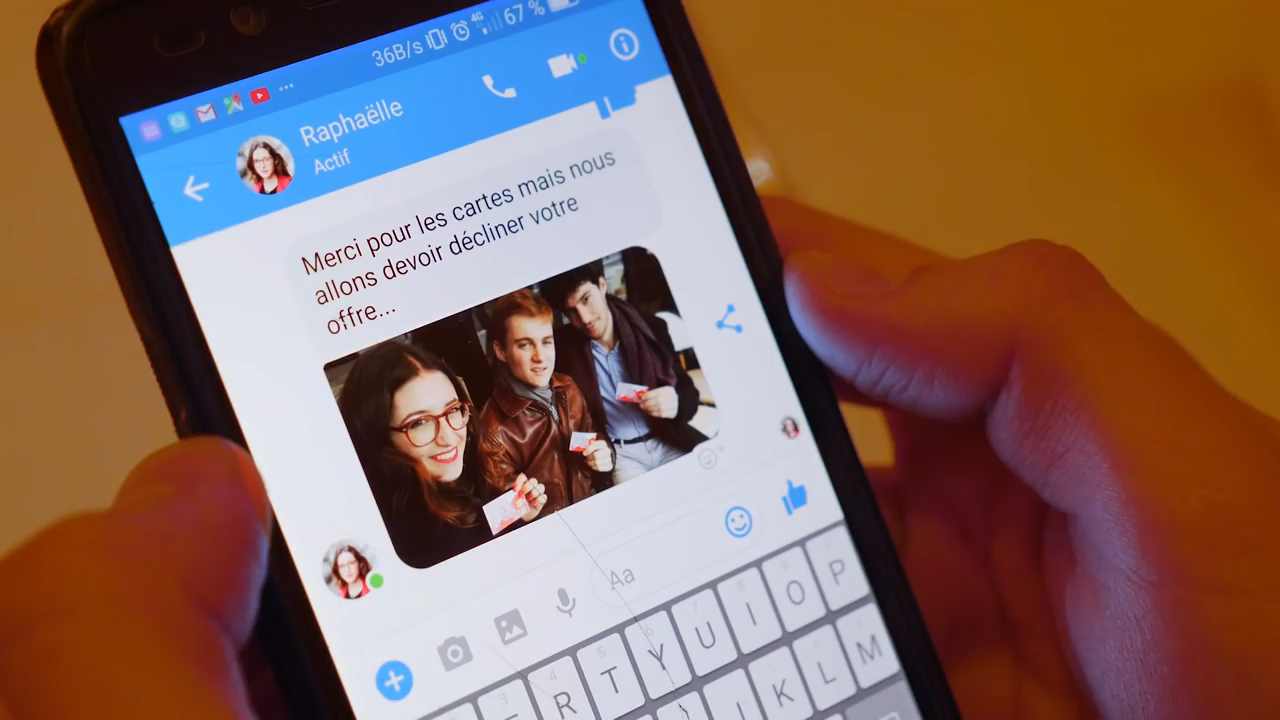 36B/s 4G 67 %
Raphaëlle
Actif
Merci pour les cartes mais nous
allons devoir décliner votre
offre...
Aa
R T Y U I O P
J K L M